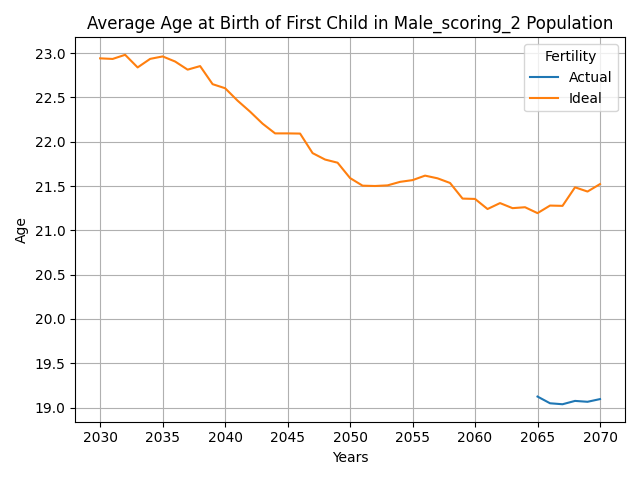 Average Age at Birth of First Child in Male_scoring_2 Population
Fertility
Actual
Ideal
23.0
22.5
22.0
21.5
21.0
20.5
20.0
19.5
19.0
Age
2030 2035 2040 2045 2050 2055 2060 2065 2070
Years